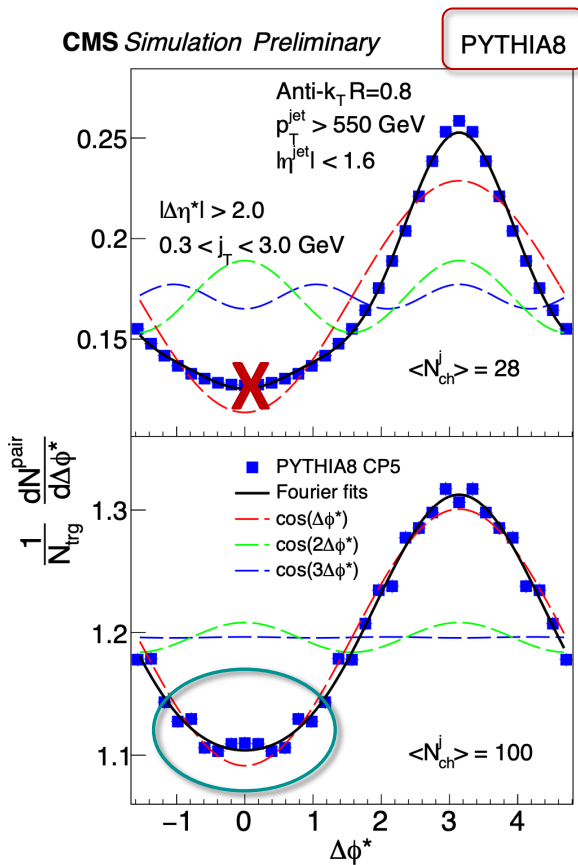 CMS Simulation Preliminary
PYTHIA8
Anti-k_T R=0.8
p_T^jet > 550 GeV
|η^jet| < 1.6
|Δη*| > 2.0
0.3 < j_T < 3.0 GeV
0.25
0.2
0.15
X
<N_ch^j> = 28
1/N_trg dN^pair/dΔφ*
PYTHIA8 CP5
Fourier fits
cos(Δφ*)
cos(2Δφ*)
cos(3Δφ*)
1.3
1.2
1.1
<N_ch^j> = 100
−1 0 1 2 3 4
Δφ*